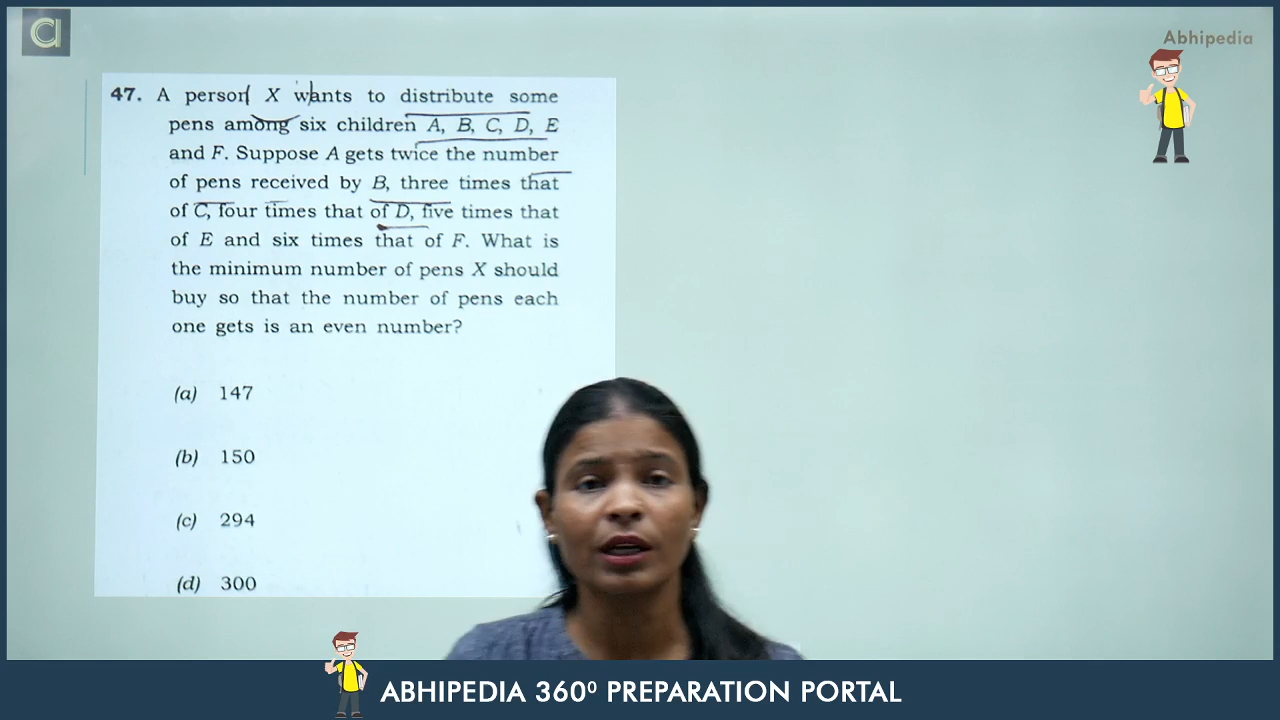 Abhipedia
47. A person X wants to distribute some
pens among six children A, B, C, D, E
and F. Suppose A gets twice the number
of pens received by B, three times that
of C, four times that of D, five times that
of E and six times that of F. What is
the minimum number of pens X should
buy so that the number of pens each
one gets is an even number?
(a) 147
(b) 150
(c) 294
(d) 300
ABHIPEDIA 360⁰ PREPARATION PORTAL